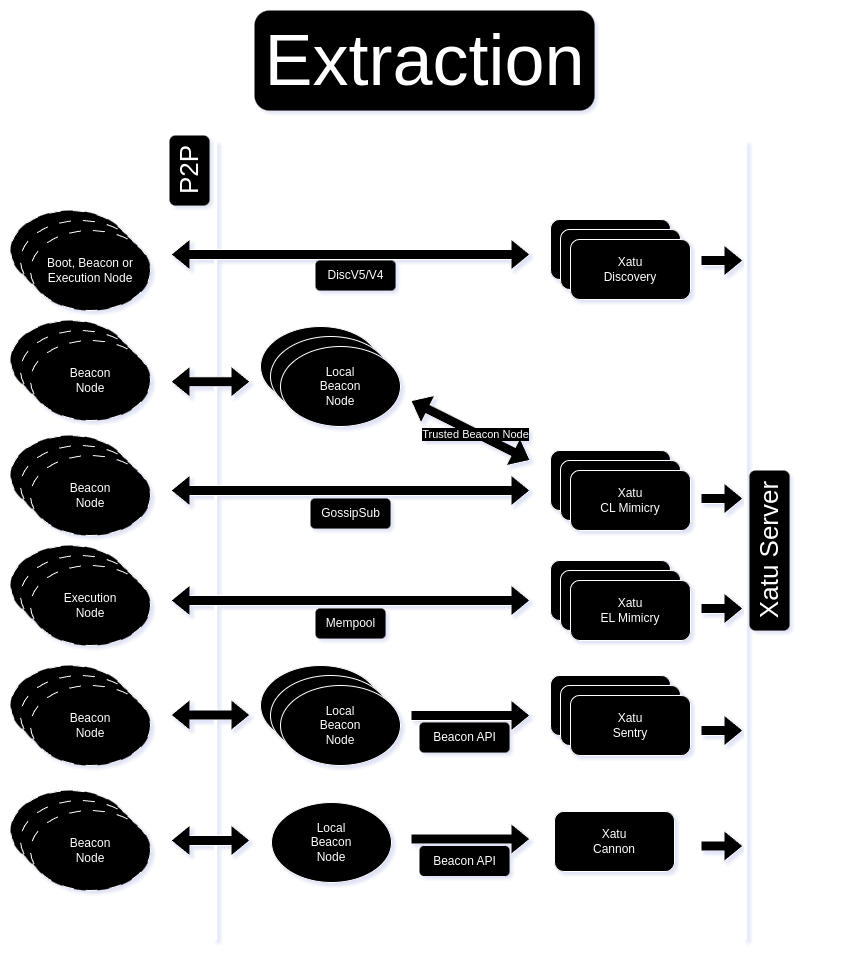 Extraction
P2P
Boot, Beacon or
Execution Node
DiscV5/V4
Xatu
Discovery
Beacon
Node
Local
Beacon
Node
Trusted Beacon Node
Beacon
Node
GossipSub
Xatu
CL Mimicry
Xatu Server
Execution
Node
Mempool
Xatu
EL Mimicry
Beacon
Node
Local
Beacon
Node
Beacon API
Xatu
Sentry
Beacon
Node
Local
Beacon
Node
Beacon API
Xatu
Cannon